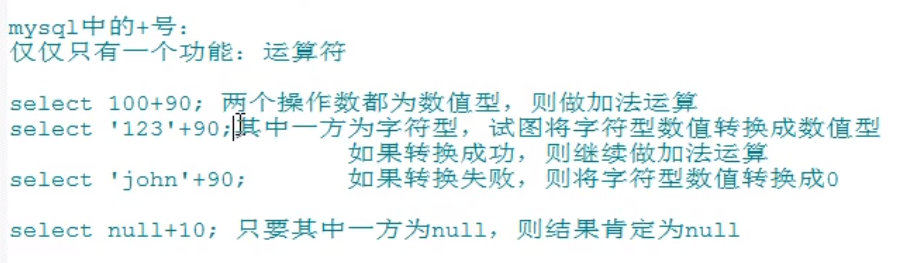 mysql中的+号：
仅仅只有一个功能：运算符
select 100+90; 两个操作数都为数值型，则做加法运算
select '123'+90;其中一方为字符型，试图将字符型数值转换成数值型
如果转换成功，则继续做加法运算
select 'john'+90; 如果转换失败，则将字符型数值转换成0
select null+10; 只要其中一方为null，则结果肯定为null